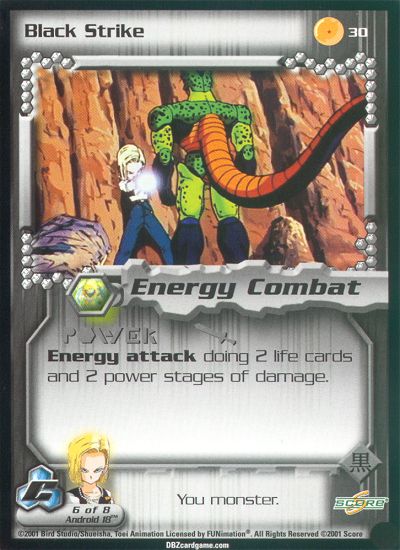 Black Strike
30
Energy Combat
POWER
Energy attack doing 2 life cards
and 2 power stages of damage.
黒
6 of 8
Android 18™
You monster.
SCORE
©2001 Bird Studio/Shueisha, Toei Animation Licensed by FUNimation®. All Rights Reserved. ©2001 Score
DBZcardgame.com